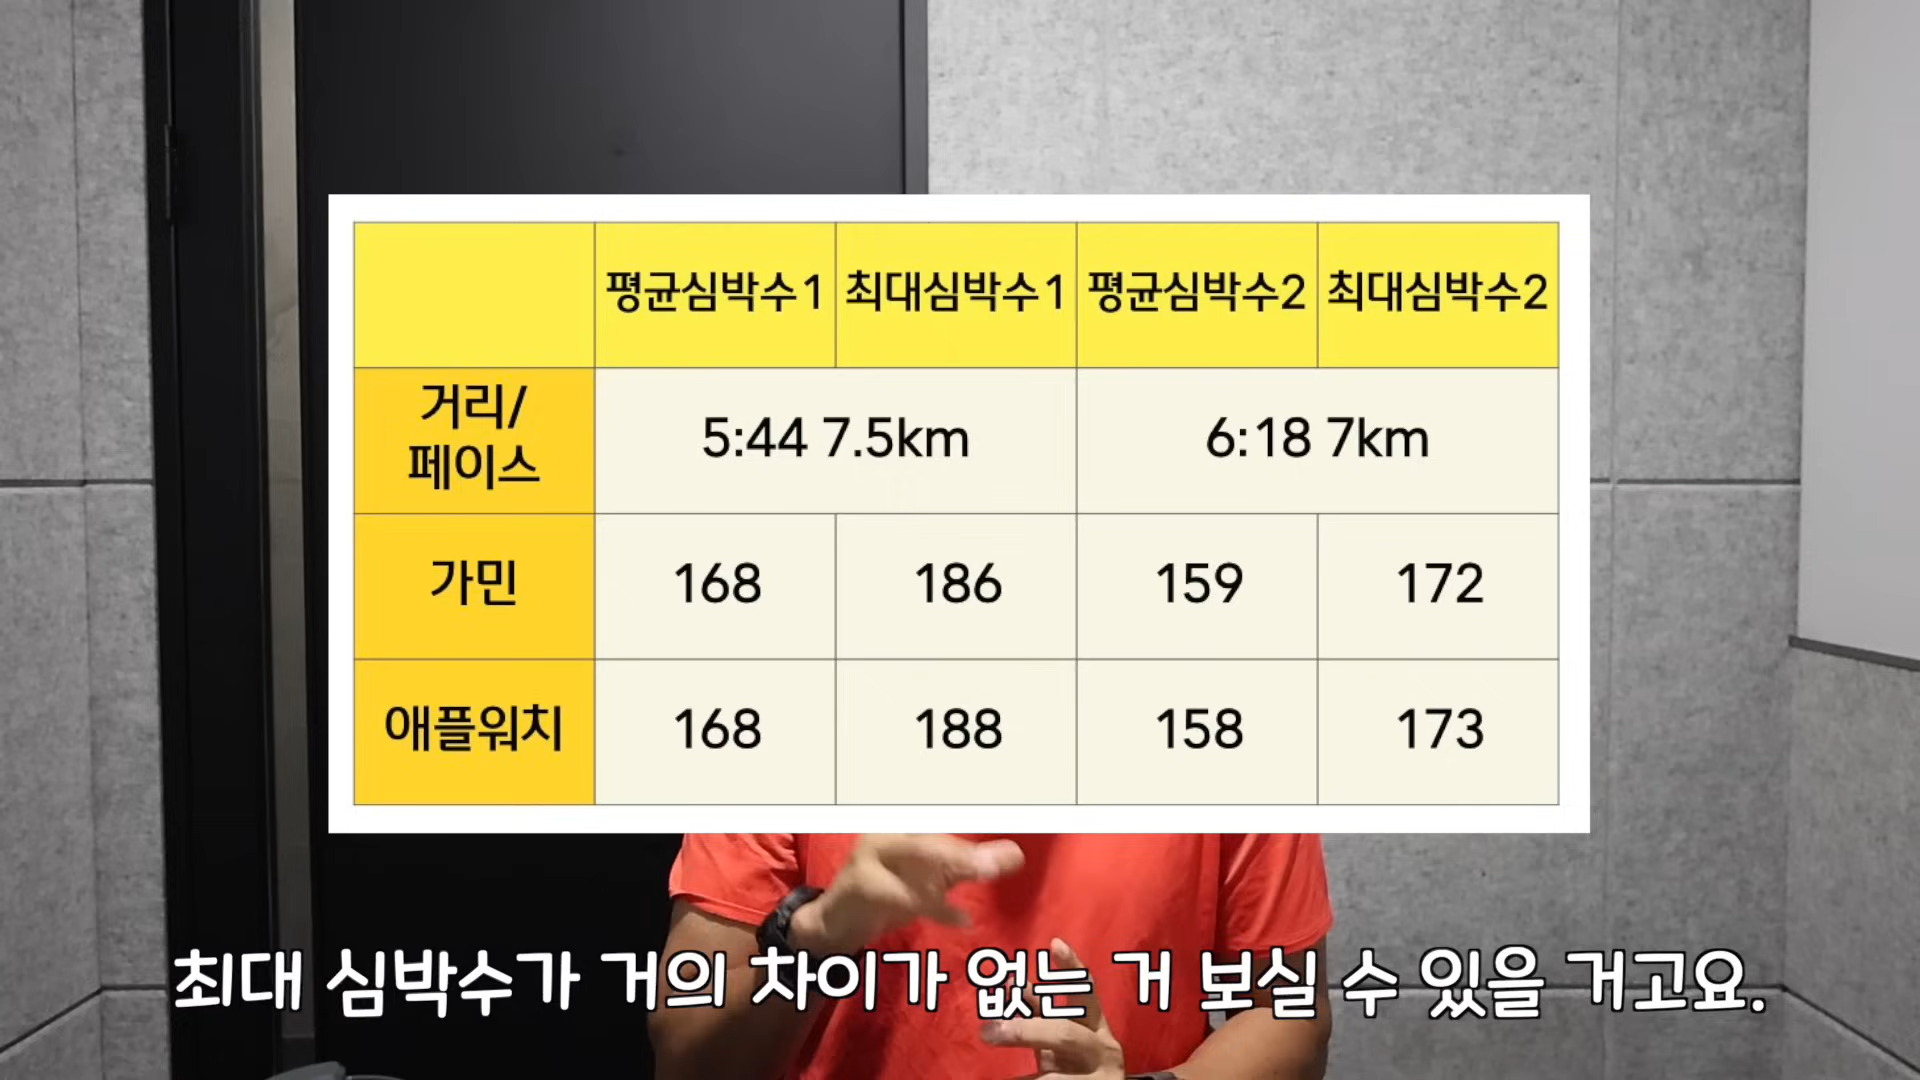 평균심박수1 최대심박수1 평균심박수2 최대심박수2
거리/
페이스
5:44 7.5km 6:18 7km
가민 168 186 159 172
애플워치 168 188 158 173
최대 심박수가 거의 차이가 없는 거 보실 수 있을 거고요.